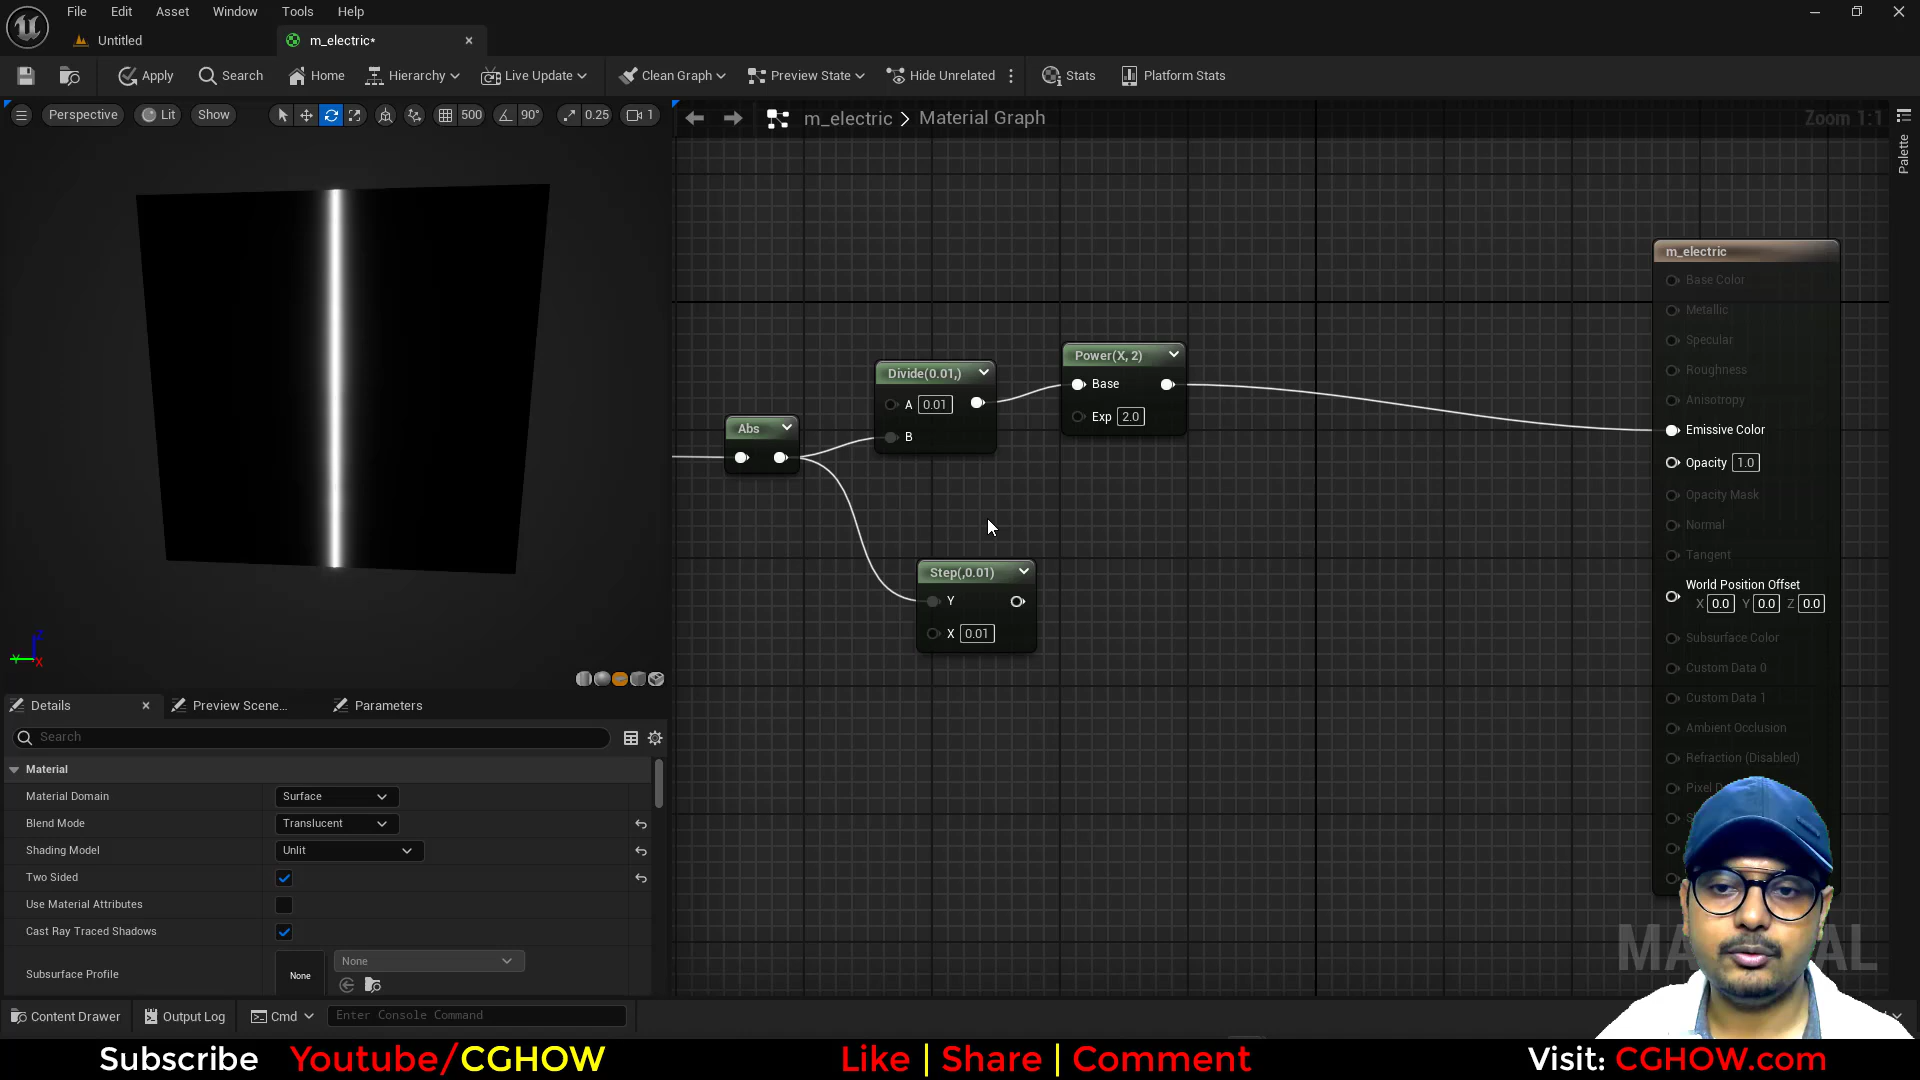 File Edit Asset Window Tools Help
Untitled
m_electric*
Apply Search Home Hierarchy Live Update Clean Graph Preview State Hide Unrelated Stats Platform Stats
Perspective Lit Show 500 90° 0.25 1
m_electric > Material Graph
Zoom 1:1
Palette
m_electric
Base Color
Metallic
Specular
Roughness
Anisotropy
Emissive Color
Opacity 1.0
Opacity Mask
Normal
Tangent
World Position Offset
X 0.0 Y 0.0 Z 0.0
Subsurface Color
Custom Data 0
Custom Data 1
Ambient Occlusion
Refraction (Disabled)
Power(X, 2)
Base
Exp 2.0
Divide(0.01,)
A 0.01
B
Abs
Step(,0.01)
Y
X 0.01
Z
Y
X
Details Preview Scene... Parameters
Search
Material
Material Domain Surface
Blend Mode Translucent
Shading Model Unlit
Two Sided
Use Material Attributes
Cast Ray Traced Shadows
Subsurface Profile None None
Content Drawer Output Log Cmd Enter Console Command
Subscribe Youtube/CGHOW Like | Share | Comment Visit: CGHOW.com